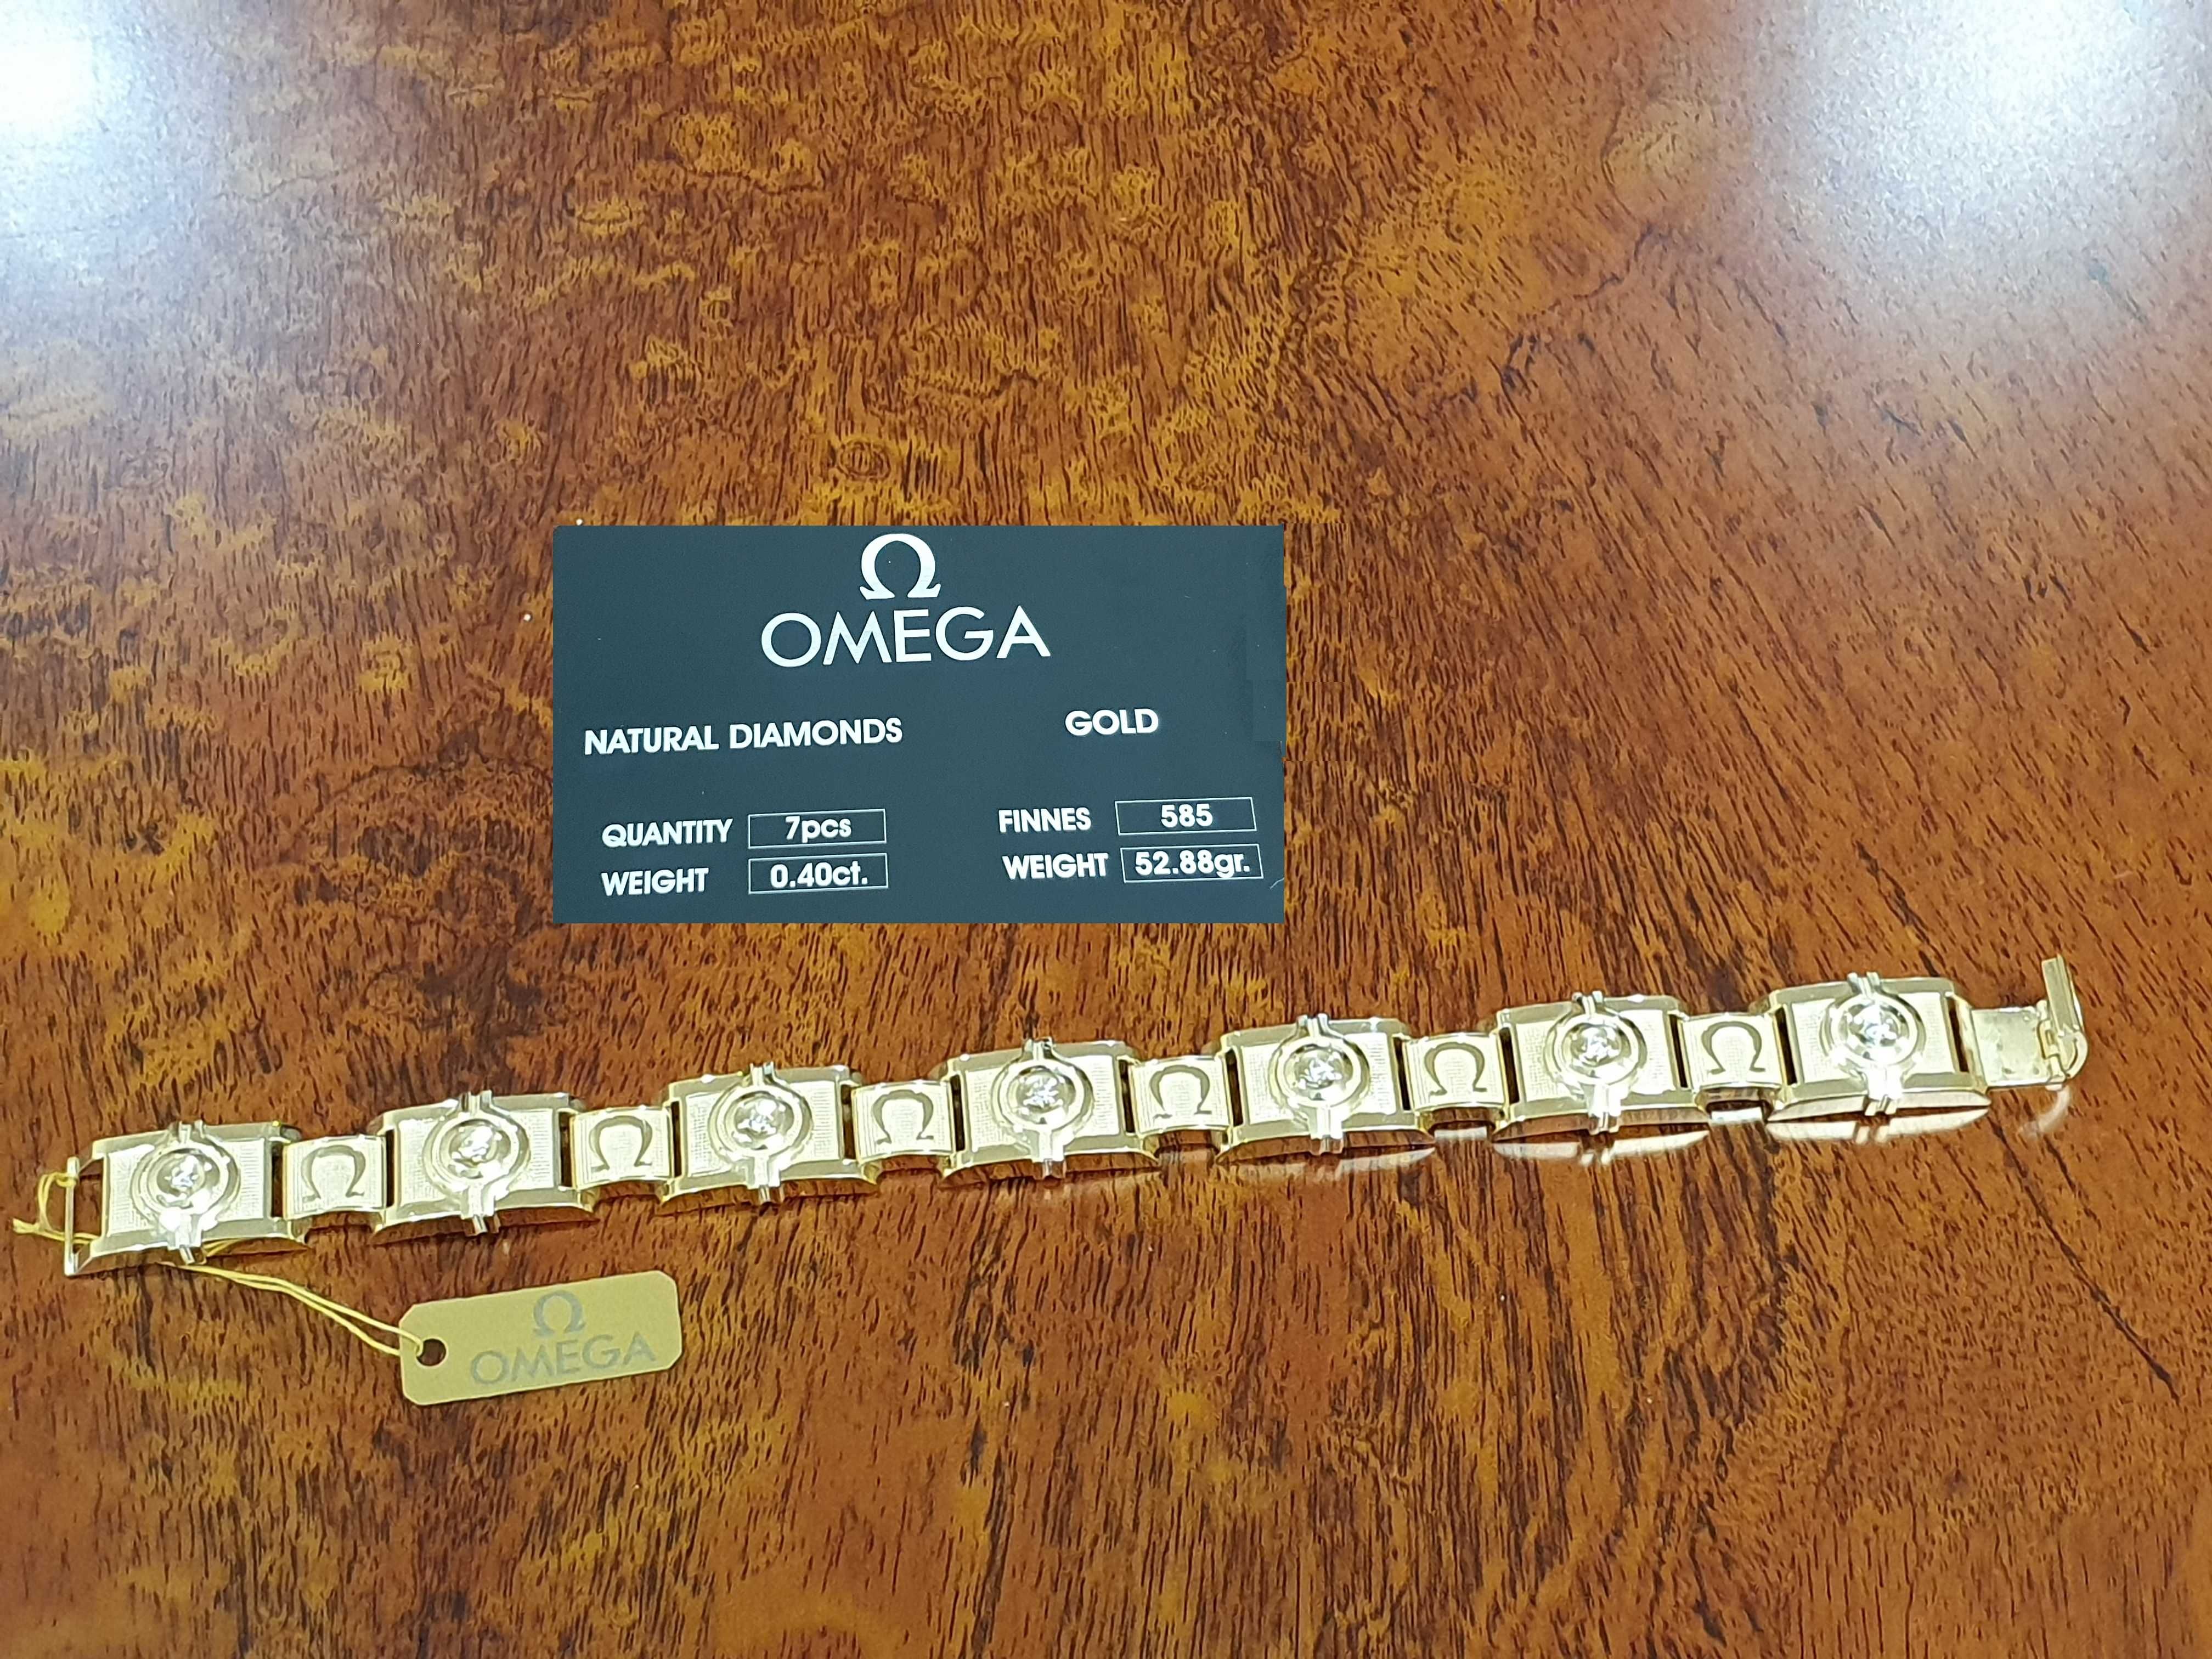 Ω
OMEGA
NATURAL DIAMONDS GOLD
QUANTITY 7pcs FINNES 585
WEIGHT 0.40ct. WEIGHT 52.88gr.
Ω Ω Ω Ω Ω Ω
Ω
OMEGA